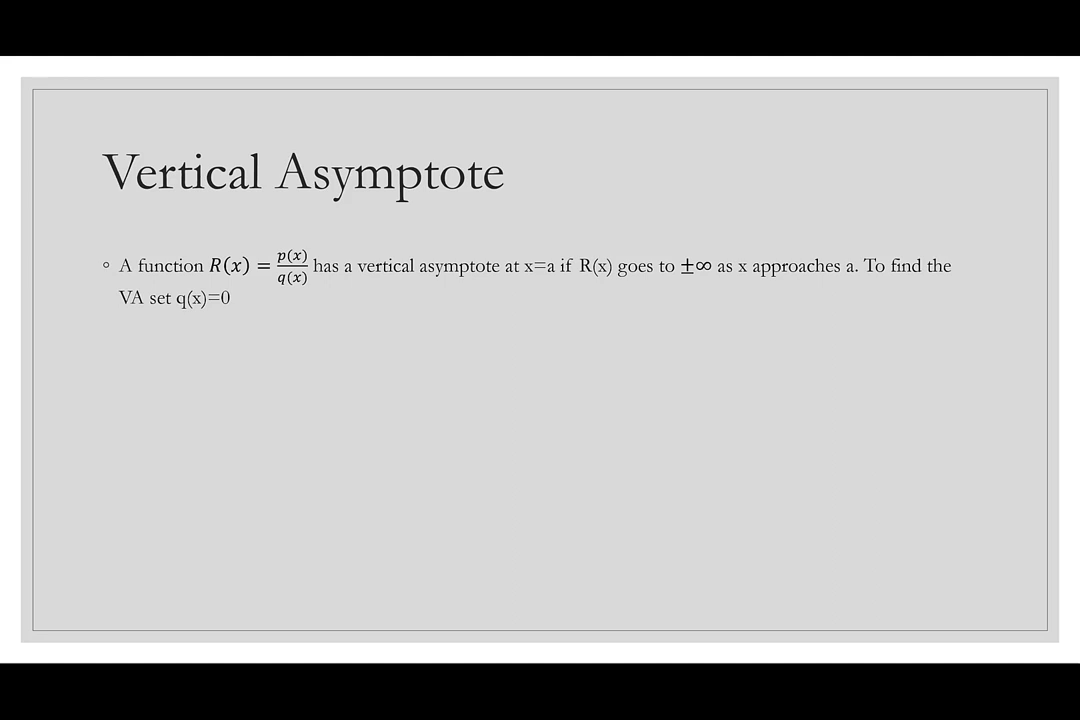 Vertical Asymptote
◦ A function R(x) = p(x)/q(x) has a vertical asymptote at x=a if R(x) goes to ±∞ as x approaches a. To find the
VA set q(x)=0